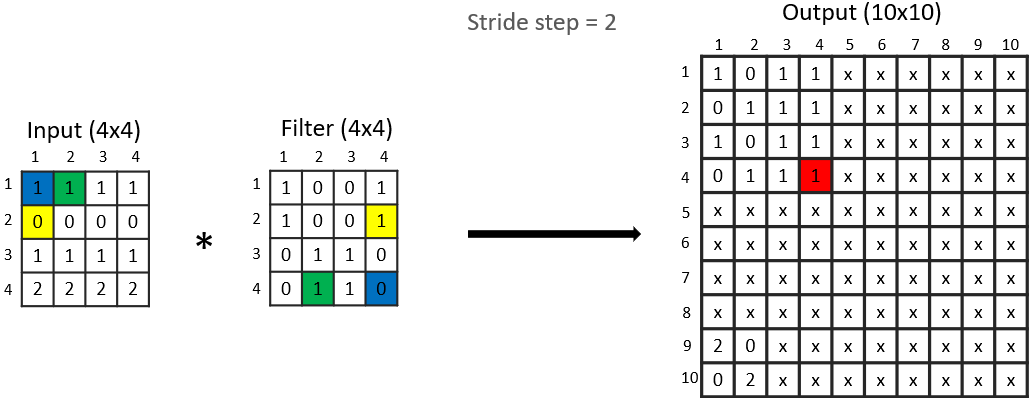 Stride step = 2
Output (10x10)
1 2 3 4 5 6 7 8 9 10
1 1 0 1 1 x x x x x x
2 0 1 1 1 x x x x x x
3 1 0 1 1 x x x x x x
4 0 1 1 1 x x x x x x
5 x x x x x x x x x x
6 x x x x x x x x x x
7 x x x x x x x x x x
8 x x x x x x x x x x
9 2 0 x x x x x x x x
10 0 2 x x x x x x x x
Input (4x4)
1 2 3 4
1 1 1 1 1
2 0 0 0 0
3 1 1 1 1
4 2 2 2 2
*
Filter (4x4)
1 2 3 4
1 1 0 0 1
2 1 0 0 1
3 0 1 1 0
4 0 1 1 0